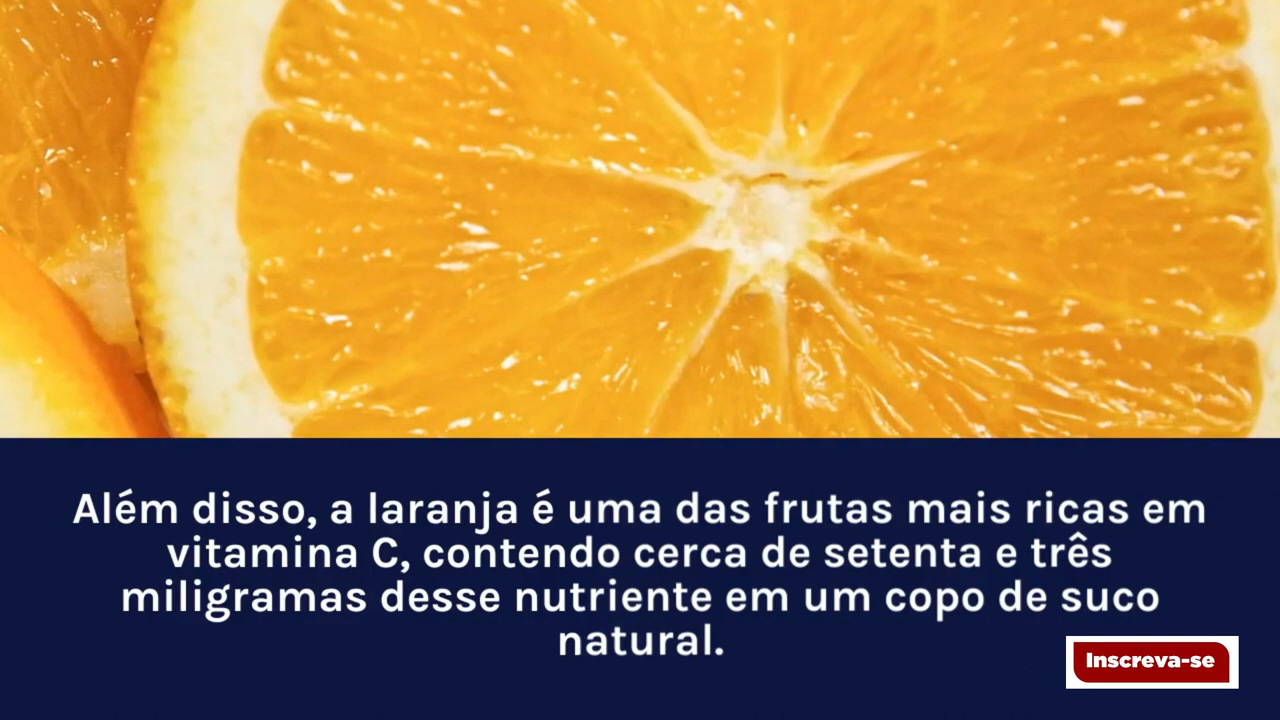 Além disso, a laranja é uma das frutas mais ricas em
vitamina C, contendo cerca de setenta e três
miligramas desse nutriente em um copo de suco
natural.
Inscreva-se